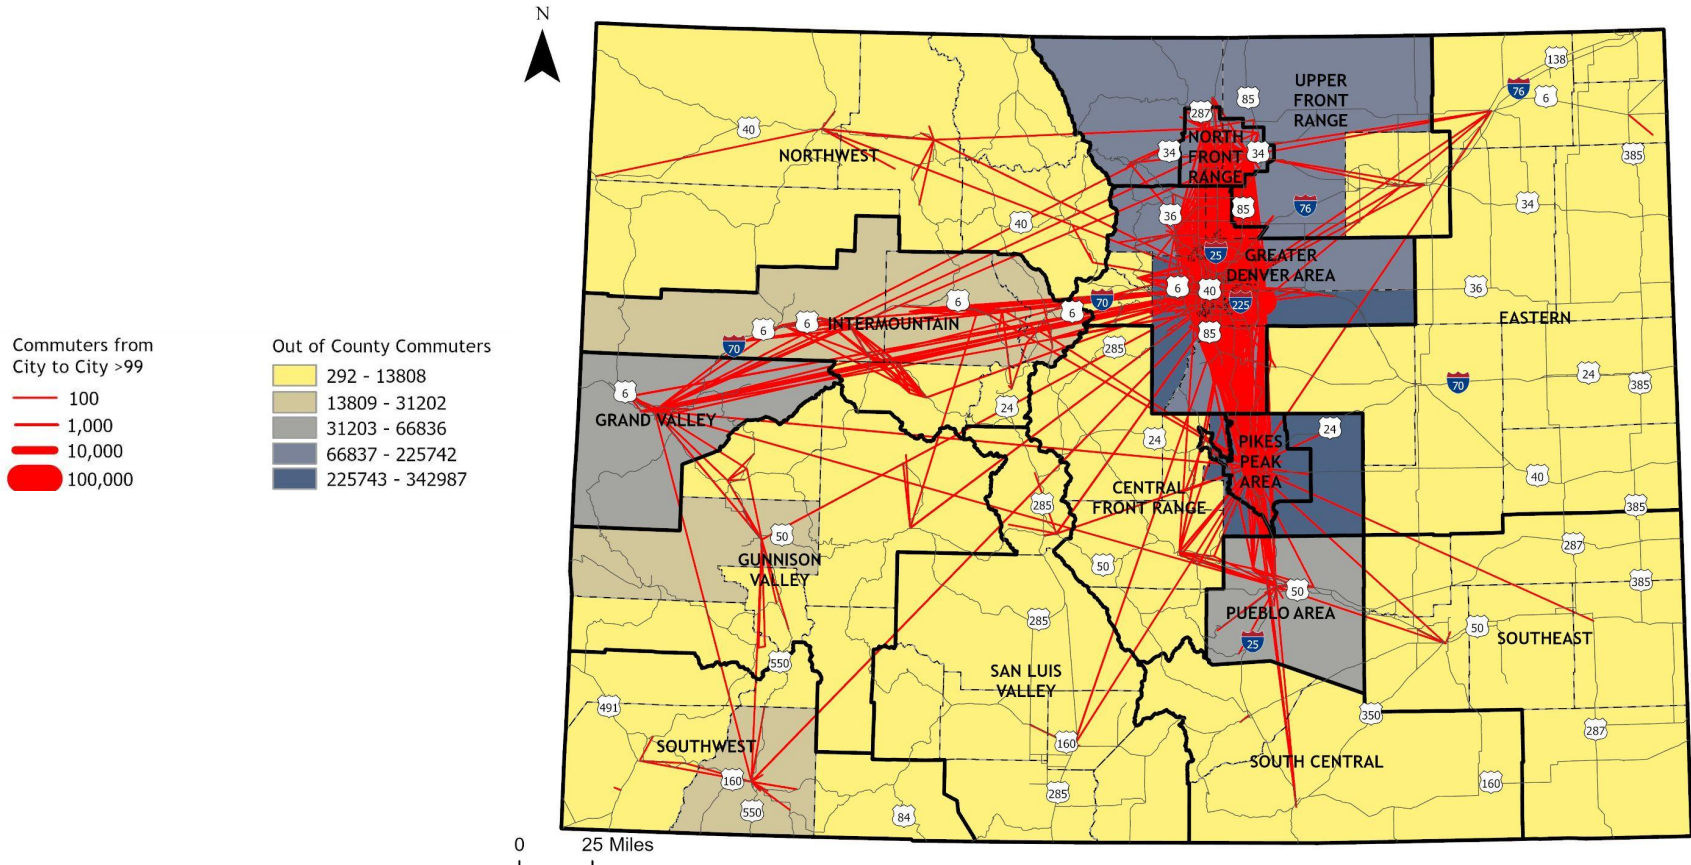 N
Commuters from
City to City >99
100
1,000
10,000
100,000
Out of County Commuters
292 - 13808
13809 - 31202
31203 - 66836
66837 - 225742
225743 - 342987
138
76
6
UPPER
FRONT
RANGE
85
287
40
NORTHWEST
NORTH
FRONT
RANGE
34
34
385
34
85
76
36
40
25
GREATER
DENVER AREA
6
40
225
70
6
6
36
EASTERN
6
6
INTERMOUNTAIN
70
85
285
24
385
70
6
GRAND VALLEY
24
24
24
PIKES
PEAK
AREA
40
CENTRAL
FRONT RANGE
285
385
50
287
GUNNISON
VALLEY
50
385
50
PUEBLO AREA
285
50
SOUTHEAST
25
550
SAN LUIS
VALLEY
491
350
287
SOUTHWEST
160
SOUTH CENTRAL
160
160
285
550
84
0
25 Miles